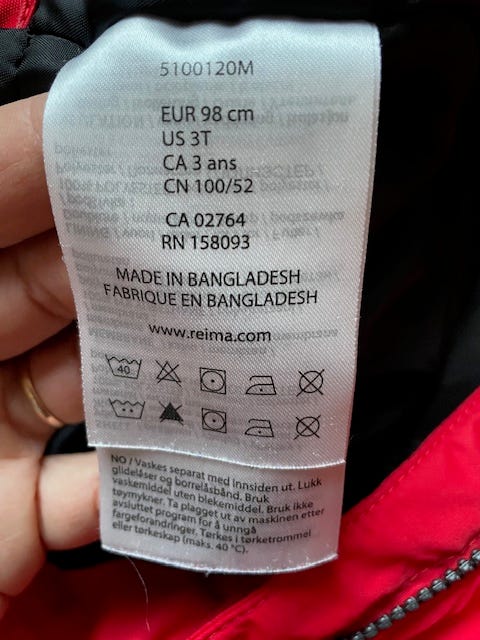 5100120M
EUR 98 cm
US 3T
CA 3 ans
CN 100/52
CA 02764
RN 158093
MADE IN BANGLADESH
FABRIQUE EN BANGLADESH
www.reima.com
40
NO / Vaskes separat med innsiden ut. Lukk
glidelåser og borrelåsbånd. Bruk
vaskemiddel uten blekemiddel. Bruk ikke
tøymykner. Ta plagget ut av maskinen etter
avsluttet program for å unngå
fargeforandringer. Tørkes i tørketrommel
eller tørkeskap (maks. 40 °C).